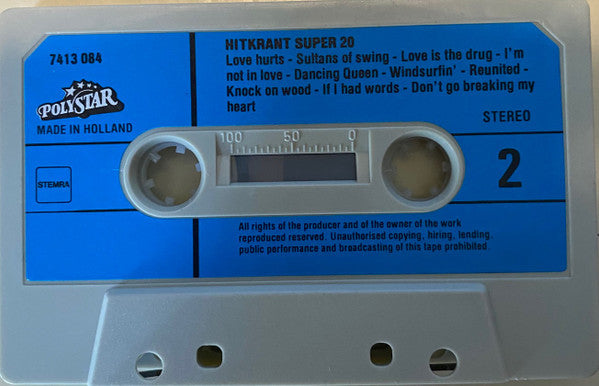 7413 084
HITKRANT SUPER 20
Love hurts - Sultans of swing - Love is the drug - I'm
not in love - Dancing Queen - Windsurfin' - Reunited -
Knock on wood - If I had words - Don't go breaking my
heart
POLYSTAR
MADE IN HOLLAND
STEREO
100 50 0
STEMRA
2
All rights of the producer and of the owner of the work
reproduced reserved. Unauthorised copying, hiring, lending,
public performance and broadcasting of this tape prohibited.